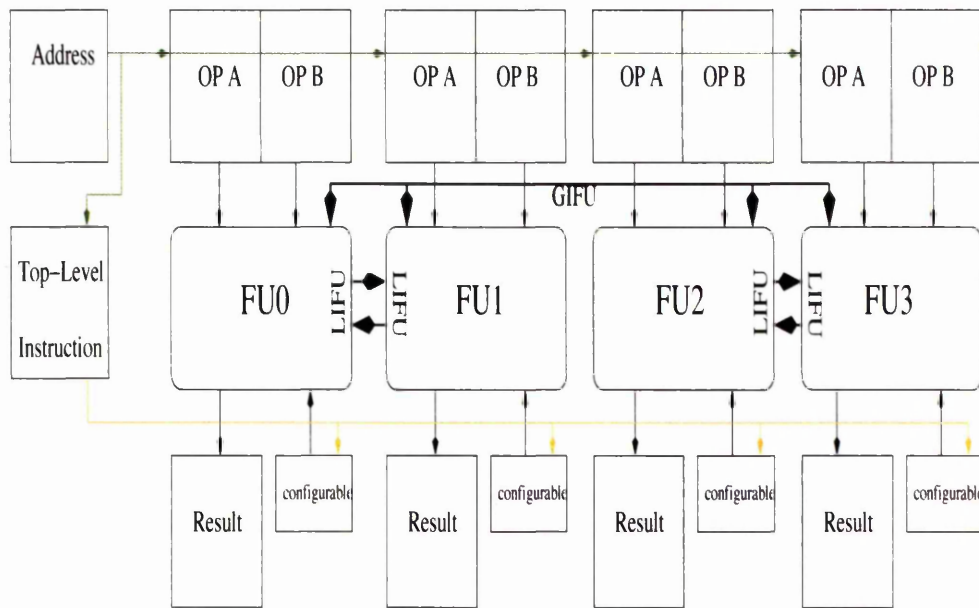 Address
OP A
OP B
OP A
OP B
OP A
OP B
OP A
OP B
GIFU
Top-Level
Instruction
FU0
LIFU
LIFU
FU1
FU2
LIFU
LIFU
FU3
Result
configurable
Result
configurable
Result
configurable
Result
configurable